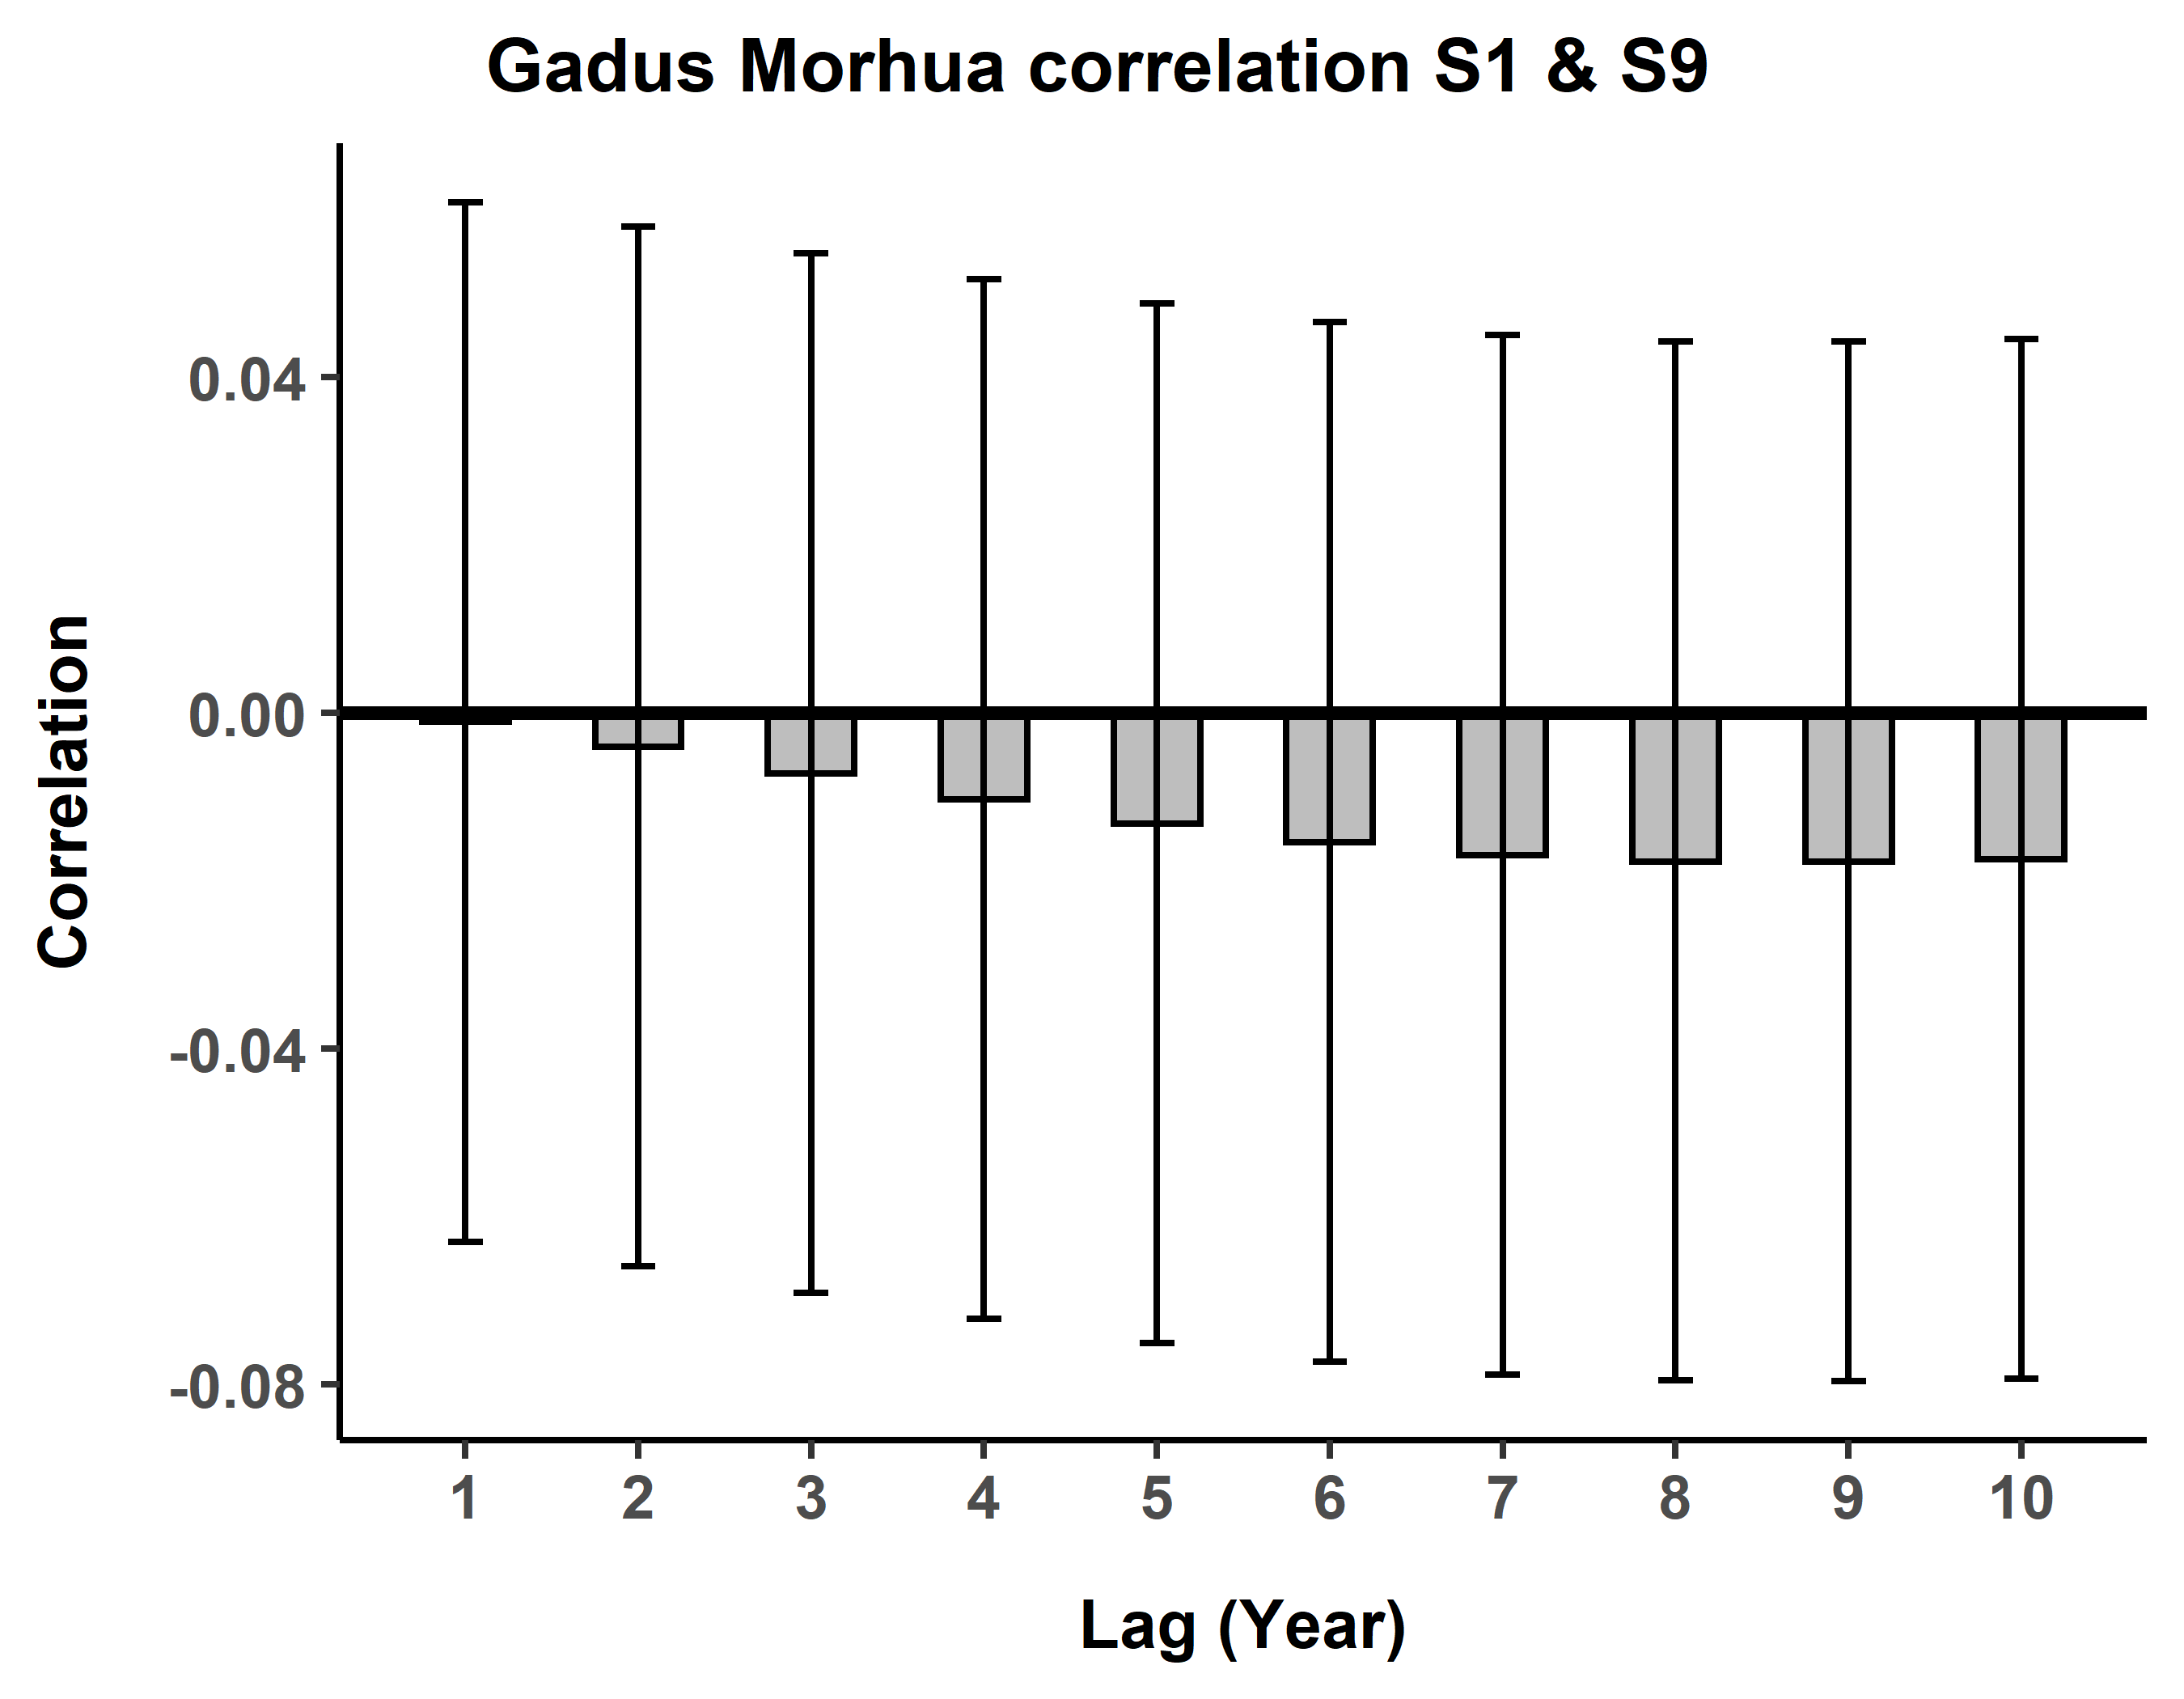 Gadus Morhua correlation S1 & S9
Correlation
0.04
0.00
-0.04
-0.08
1 2 3 4 5 6 7 8 9 10
Lag (Year)